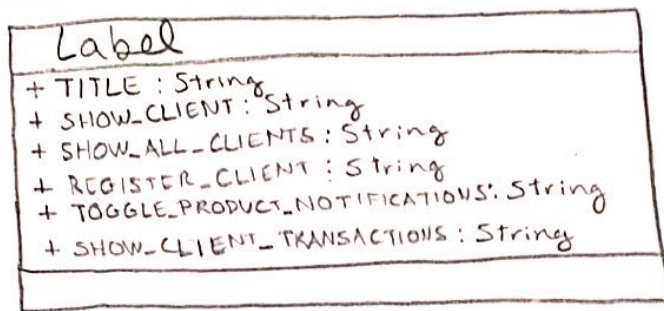 Label
+ TITLE : String
+ SHOW_CLIENT : String
+ SHOW_ALL_CLIENTS : String
+ REGISTER_CLIENT : String
+ TOGGLE_PRODUCT_NOTIFICATIONS : String
+ SHOW_CLIENT_TRANSACTIONS : String